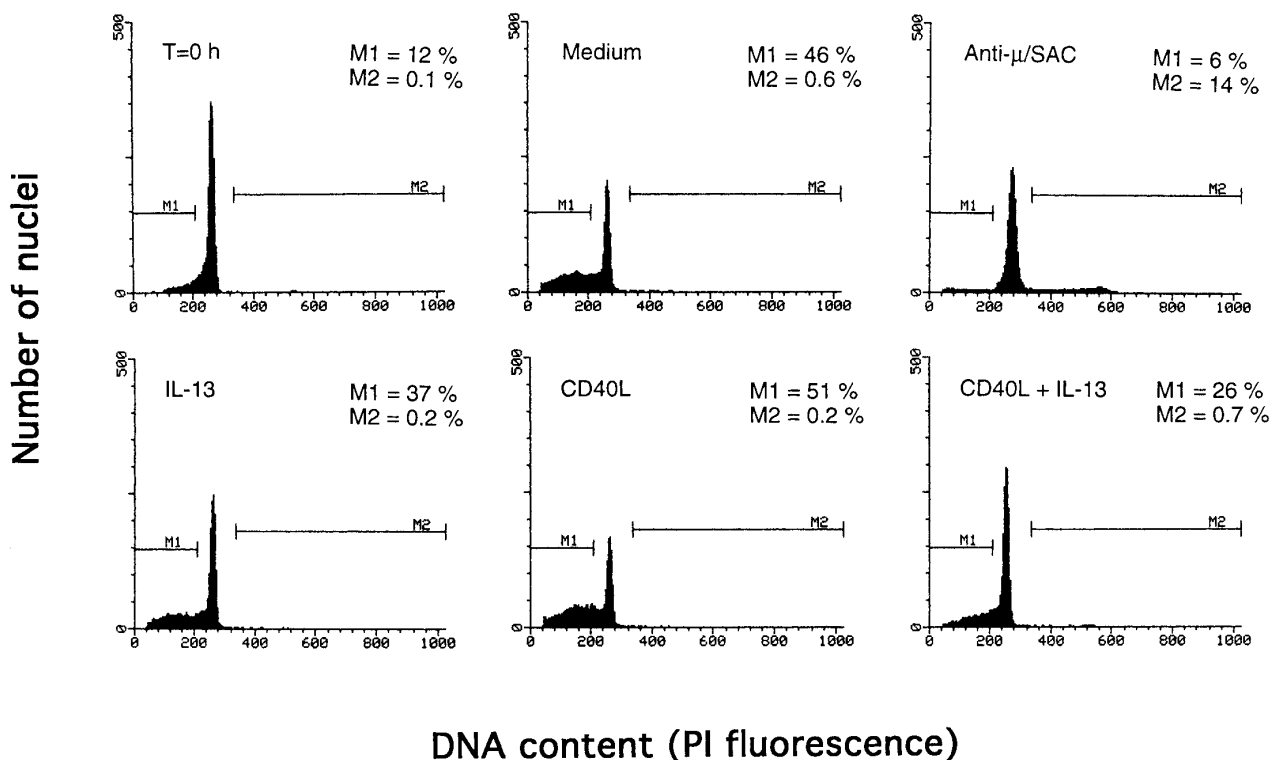 Number of nuclei
T=0 h
M1 = 12 %
M2 = 0.1 %
500
M1
M2
0
0 200 400 600 800 1000
Medium
M1 = 46 %
M2 = 0.6 %
500
M1
M2
0
0 200 400 600 800 1000
Anti-μ/SAC
M1 = 6 %
M2 = 14 %
500
M1
M2
0
0 200 400 600 800 1000
IL-13
M1 = 37 %
M2 = 0.2 %
500
M1
M2
0
0 200 400 600 800 1000
CD40L
M1 = 51 %
M2 = 0.2 %
500
M1
M2
0
0 200 400 600 800 1000
CD40L + IL-13
M1 = 26 %
M2 = 0.7 %
500
M1
M2
0
0 200 400 600 800 1000
DNA content (PI fluorescence)